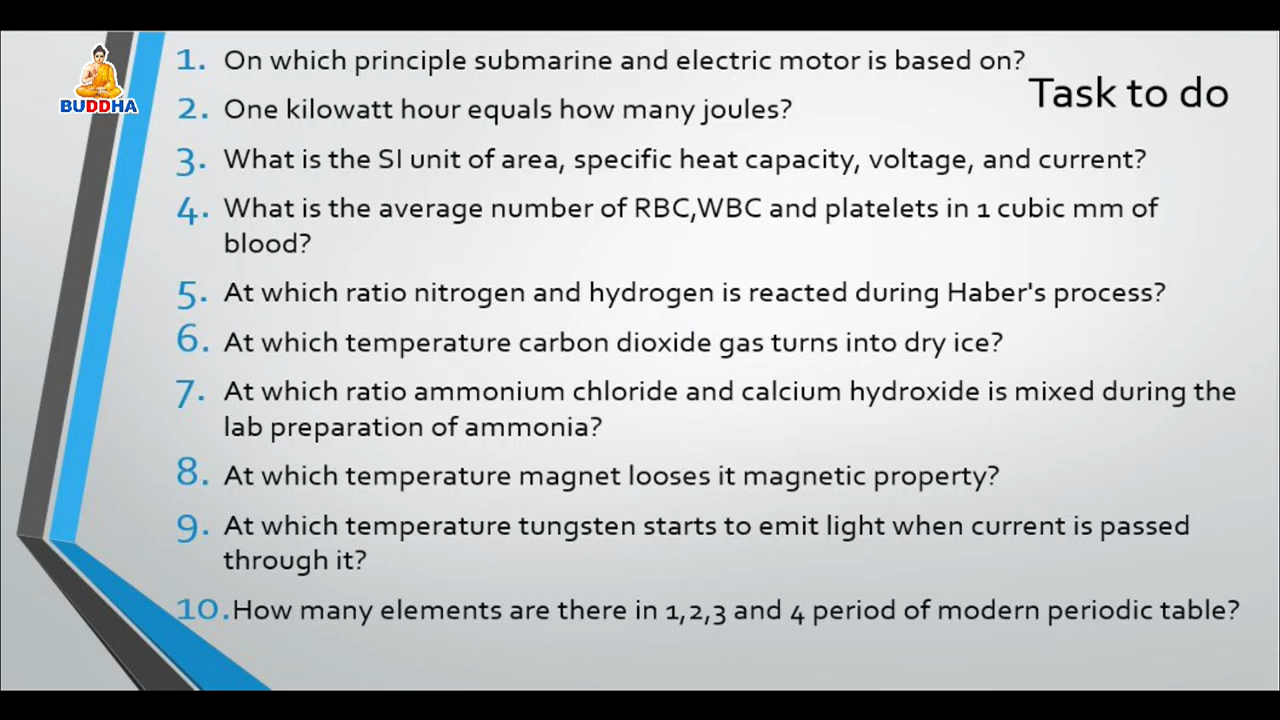 BUDDHA
Task to do
1. On which principle submarine and electric motor is based on?
2. One kilowatt hour equals how many joules?
3. What is the SI unit of area, specific heat capacity, voltage, and current?
4. What is the average number of RBC,WBC and platelets in 1 cubic mm of
blood?
5. At which ratio nitrogen and hydrogen is reacted during Haber's process?
6. At which temperature carbon dioxide gas turns into dry ice?
7. At which ratio ammonium chloride and calcium hydroxide is mixed during the
lab preparation of ammonia?
8. At which temperature magnet looses it magnetic property?
9. At which temperature tungsten starts to emit light when current is passed
through it?
10. How many elements are there in 1,2,3 and 4 period of modern periodic table?